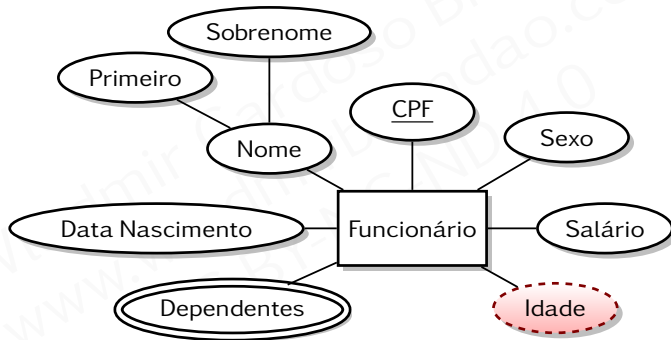 Sobrenome
Primeiro
CPF
Nome
Sexo
Data Nascimento
Funcionário
Salário
Dependentes
Idade